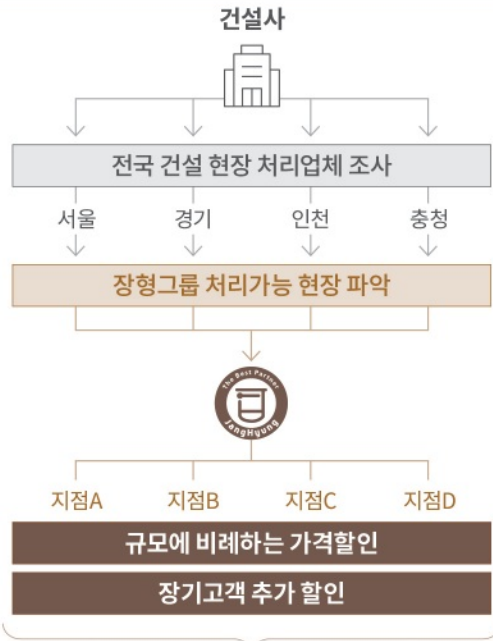 건설사
전국 건설 현장 처리업체 조사
서울 경기 인천 충청
장형그룹 처리가능 현장 파악
The Best Partner
JangHyung
지점A 지점B 지점C 지점D
규모에 비례하는 가격할인
장기고객 추가 할인